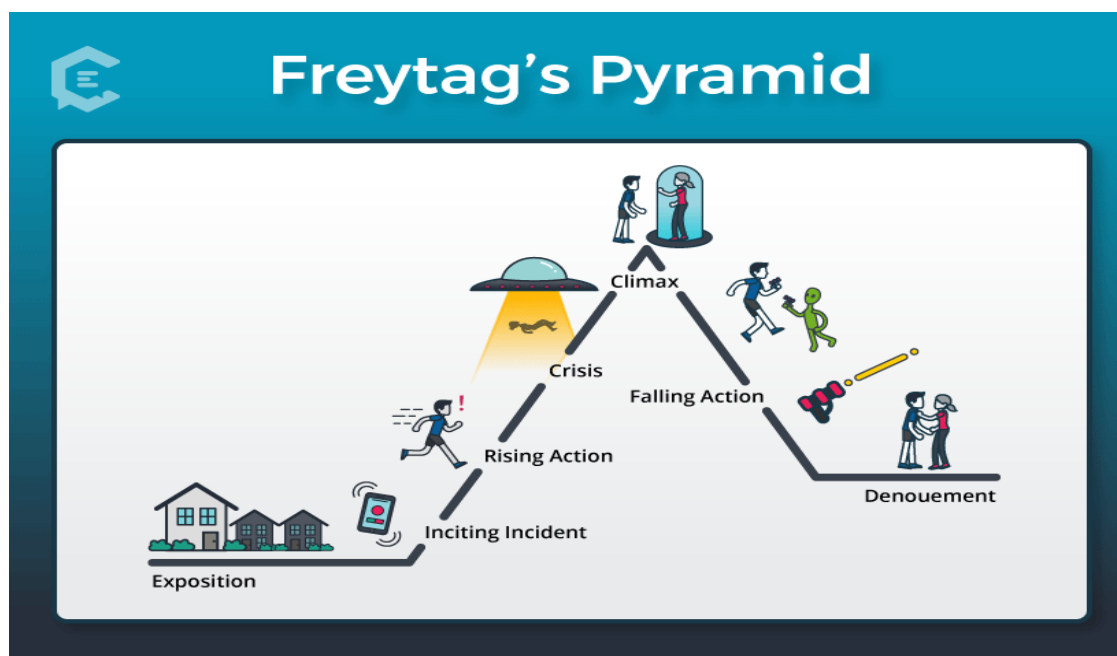 Freytag's Pyramid
Climax
Crisis
Falling Action
Rising Action
Denouement
Inciting Incident
Exposition